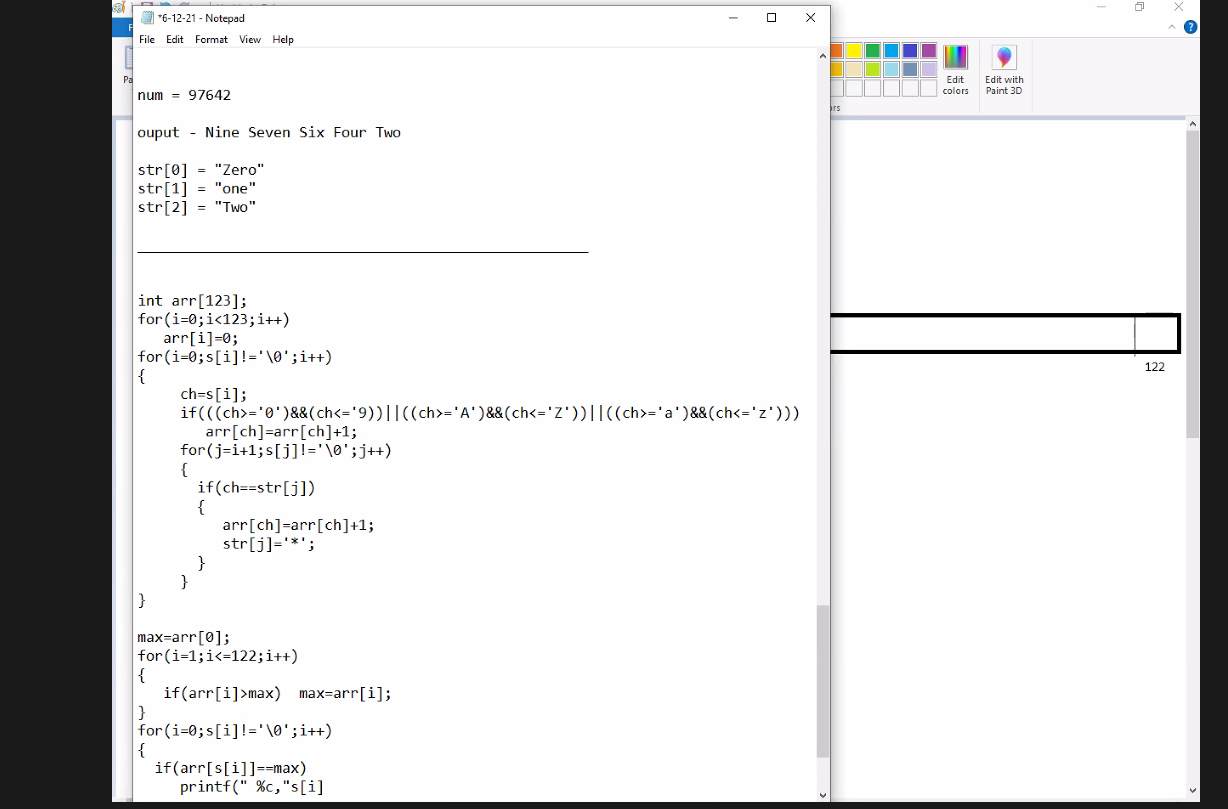 *6-12-21 - Notepad
File Edit Format View Help
num = 97642
ouput - Nine Seven Six Four Two
str[0] = "Zero"
str[1] = "one"
str[2] = "Two"
int arr[123];
for(i=0;i<123;i++)
arr[i]=0;
for(i=0;s[i]!='\0';i++)
{
ch=s[i];
if(((ch>='0')&&(ch<='9))||((ch>='A')&&(ch<='Z'))||((ch>='a')&&(ch<='z')))
arr[ch]=arr[ch]+1;
for(j=i+1;s[j]!='\0';j++)
{
if(ch==str[j])
{
arr[ch]=arr[ch]+1;
str[j]='*';
}
}
}
max=arr[0];
for(i=1;i<=122;i++)
{
if(arr[i]>max)  max=arr[i];
}
for(i=0;s[i]!='\0';i++)
{
if(arr[s[i]]==max)
printf(" %c,"s[i]
Edit colors
Edit with Paint 3D
122